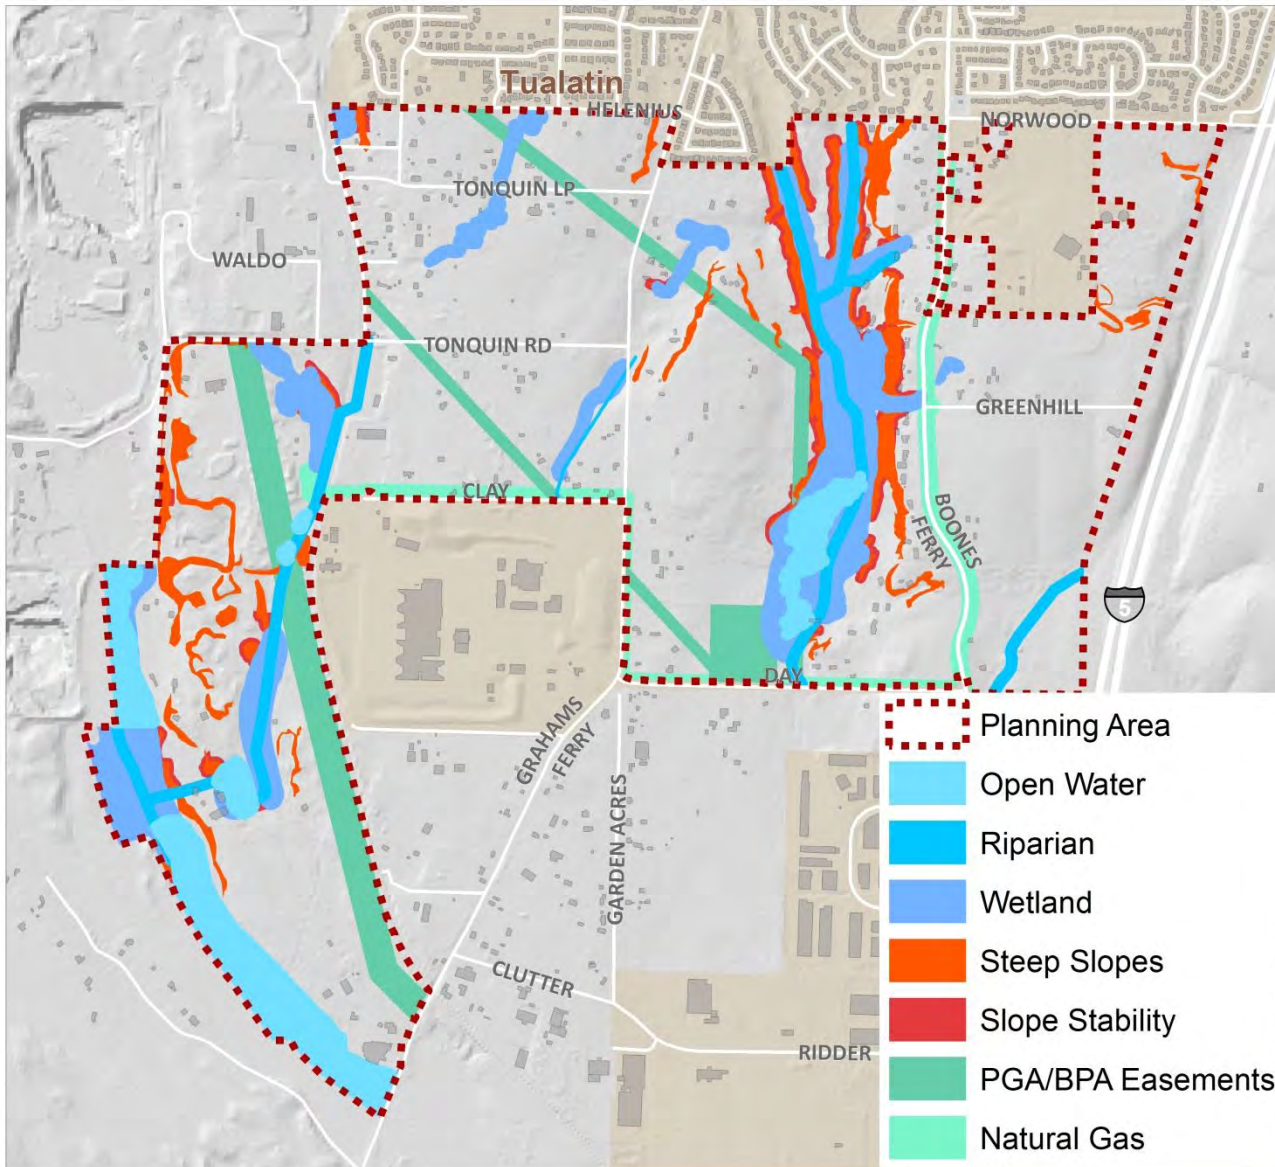 Tualatin
HELENIUS
NORWOOD
TONQUIN LP
WALDO
TONQUIN RD
GREENHILL
CLAY
BOONES
FERRY
5
DAY
GRAHAMS
FERRY
GARDEN ACRES
CLUTTER
RIDDER
Planning Area
Open Water
Riparian
Wetland
Steep Slopes
Slope Stability
PGA/BPA Easements
Natural Gas